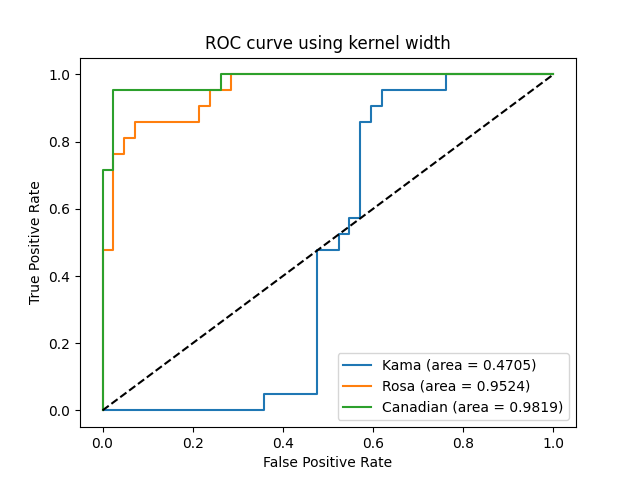 ROC curve using kernel width
True Positive Rate
1.0
0.8
0.6
0.4
0.2
0.0
Kama (area = 0.4705)
Rosa (area = 0.9524)
Canadian (area = 0.9819)
0.0 0.2 0.4 0.6 0.8 1.0
False Positive Rate